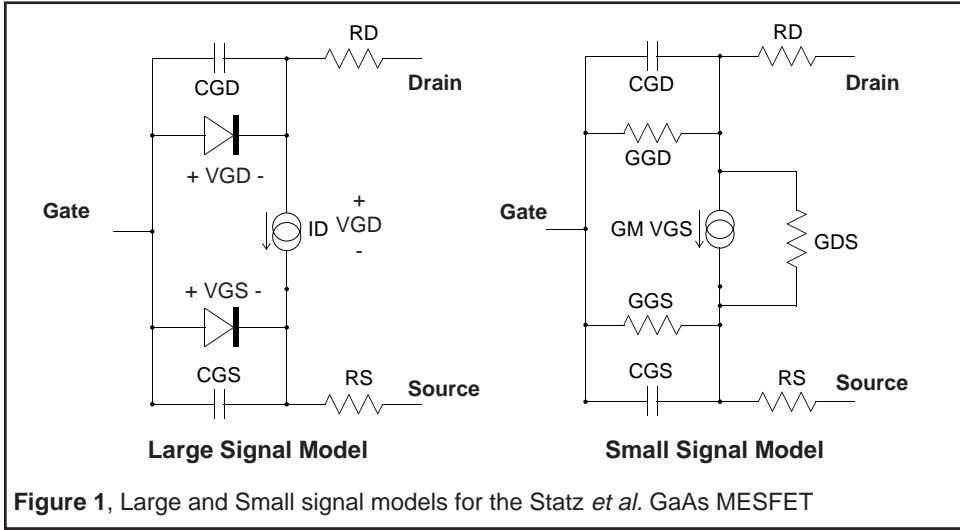 RD
CGD
Drain
+ VGD -
Gate
ID
+
VGD
-
+ VGS -
CGS
RS
Source
Large Signal Model
RD
CGD
Drain
GGD
Gate
GM VGS
GDS
GGS
CGS
RS
Source
Small Signal Model
Figure 1, Large and Small signal models for the Statz et al. GaAs MESFET